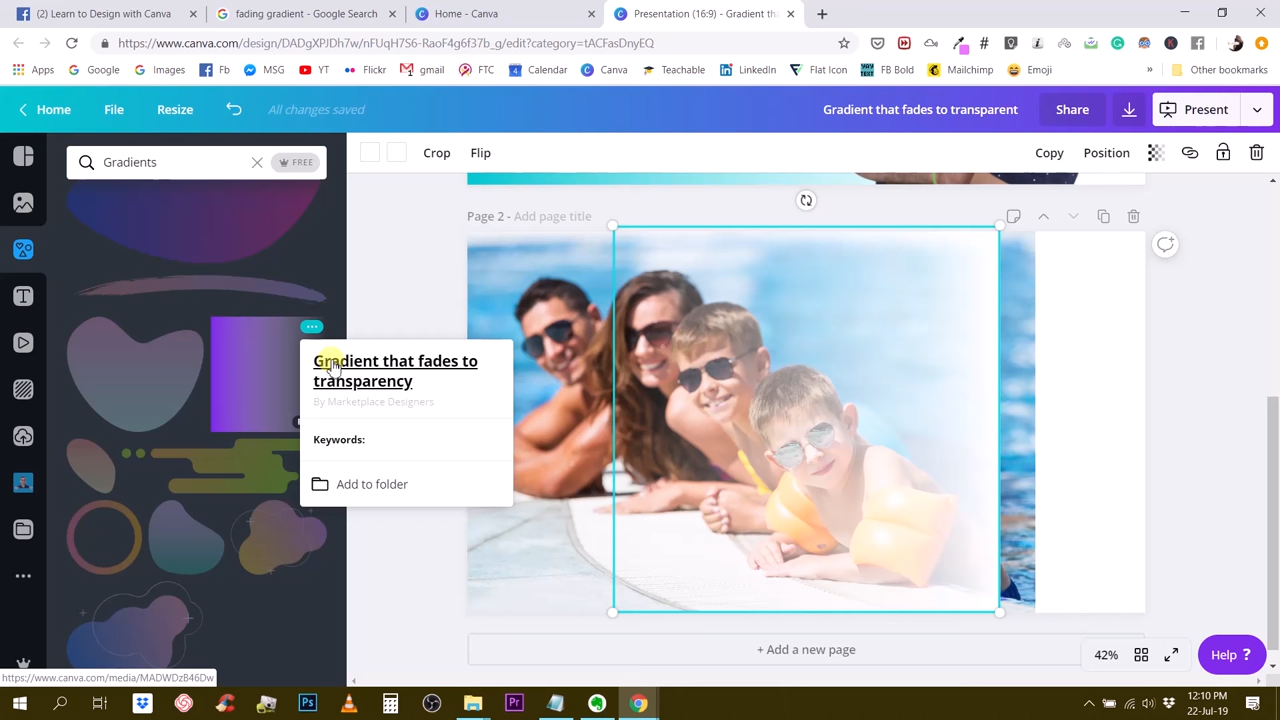 (2) Learn to Design with Canva
fading gradient - Google Search
Home - Canva
Presentation (16:9) - Gradient th
https://www.canva.com/design/DADgXPJDh7w/nFUrH7S6-RaxF4g6f37b_g/edit?category=tACFasDnyEQ
Apps
Google
Images
Fb
MSG
YT
Flickr
gmail
FTC
Calendar
Canva
Teachable
LinkedIn
Flat Icon
FB Bold
Mailchimp
Emoji
»
Other bookmarks
Home
File
Resize
All changes saved
Gradient that fades to transparent
Share
Present
Gradients
FREE
Crop
Flip
Copy
Position
Page 2 - Add page title
Gradient that fades to
transparency
By Marketplace Designers
Keywords:
Add to folder
+ Add a new page
42%
Help ?
https://www.canva.com/media/MADWDzB46Dw
12:10 PM
22-Jul-19